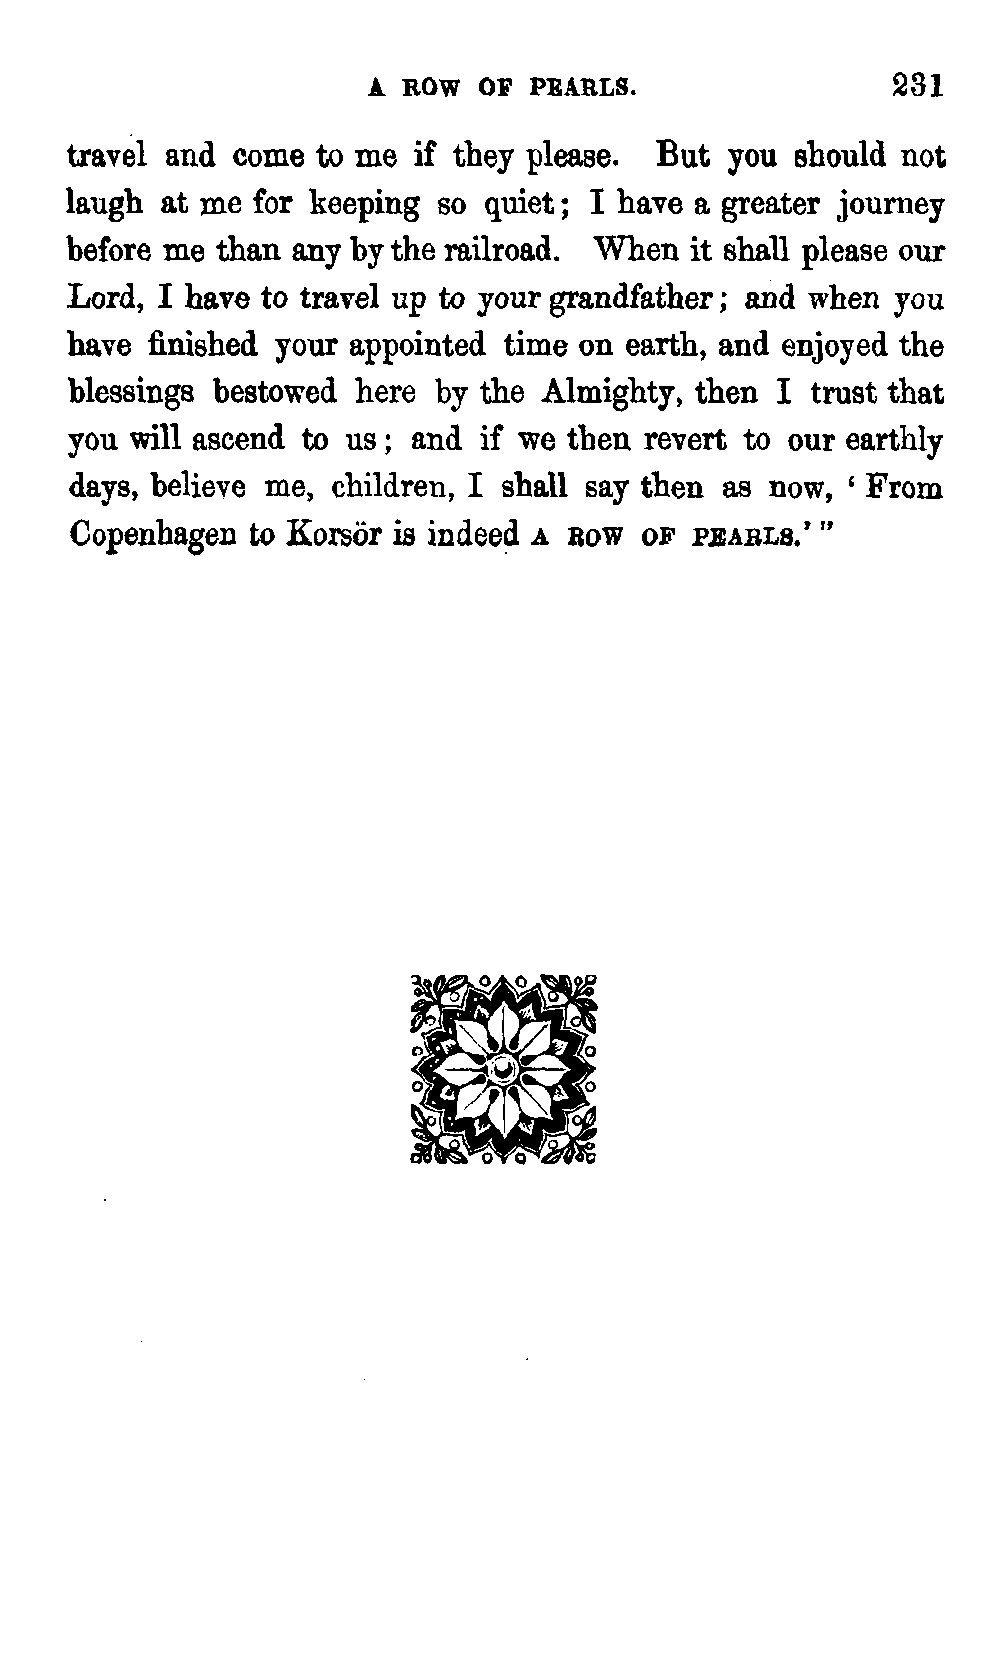 A ROW OF PEARLS. 231
travel and come to me if they please. But you should not
laugh at me for keeping so quiet; I have a greater journey
before me than any by the railroad. When it shall please our
Lord, I have to travel up to your grandfather; and when you
have finished your appointed time on earth, and enjoyed the
blessings bestowed here by the Almighty, then I trust that
you will ascend to us; and if we then revert to our earthly
days, believe me, children, I shall say then as now, ‘From
Copenhagen to Korsör is indeed A ROW OF PEARLS.’”